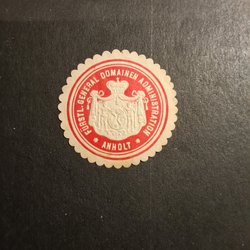 FÜRSTL. GENERAL DOMAINEN ADMINISTRATION
* ANHOLT *